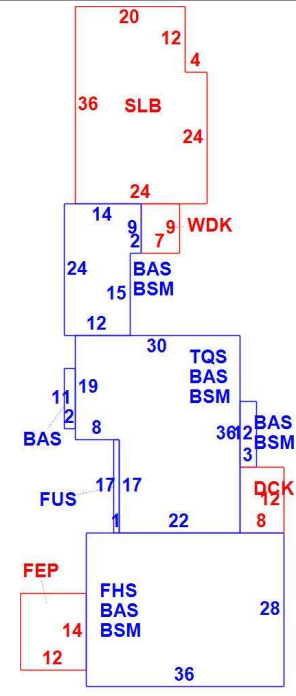 20
12
4
36
SLB
24
24
14
9
9
WDK
2
7
24
BAS
BSM
15
12
30
TQS
BAS
BSM
19
11
2
BAS
8
36
12
BAS
BSM
3
17
17
FUS
DCK
12
1
22
8
FEP
FHS
BAS
BSM
28
14
12
36